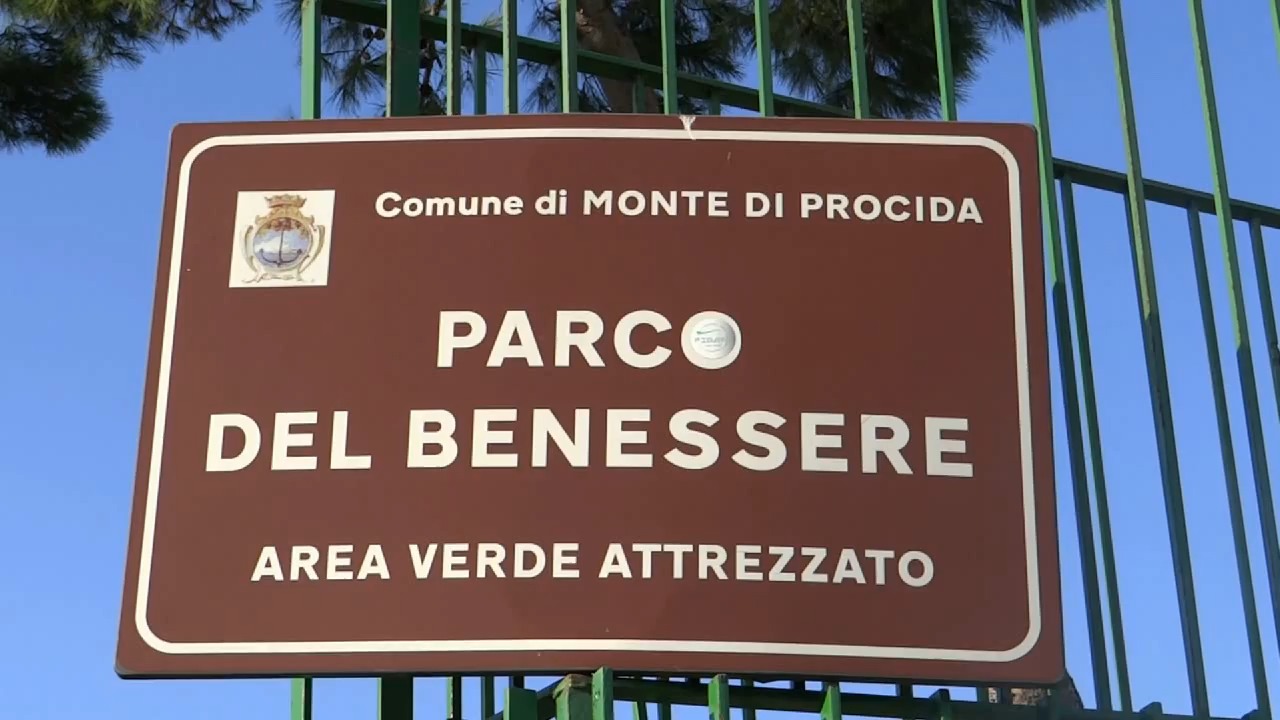 Comune di MONTE DI PROCIDA
PARCO
DEL BENESSERE
AREA VERDE ATTREZZATO